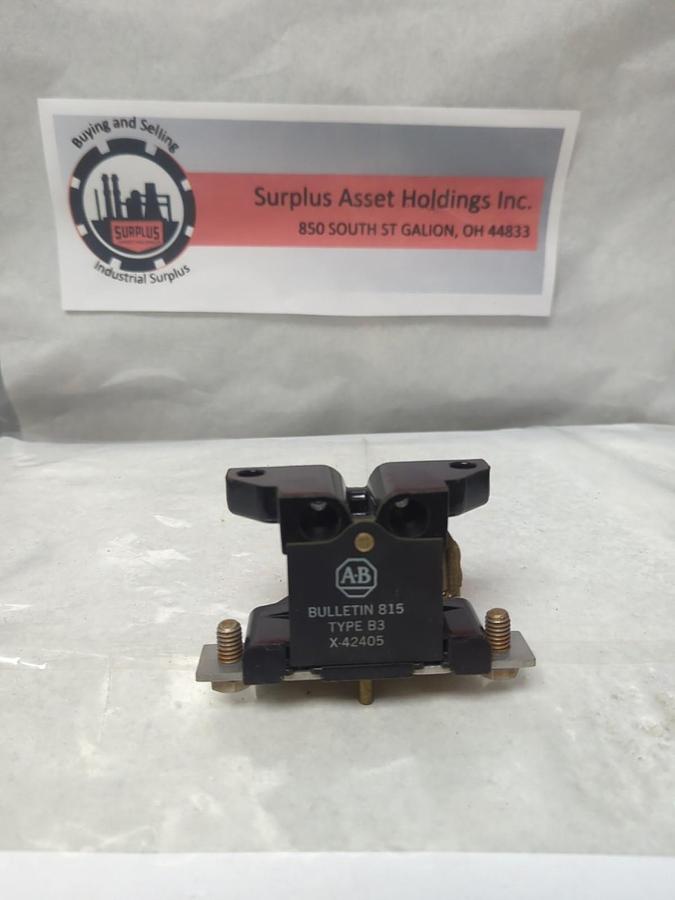 Buying and Selling
SURPLUS
Industrial Surplus
Surplus Asset Holdings Inc.
850 SOUTH ST GALION, OH 44833
A·B
BULLETIN 815
TYPE B3
X-42405